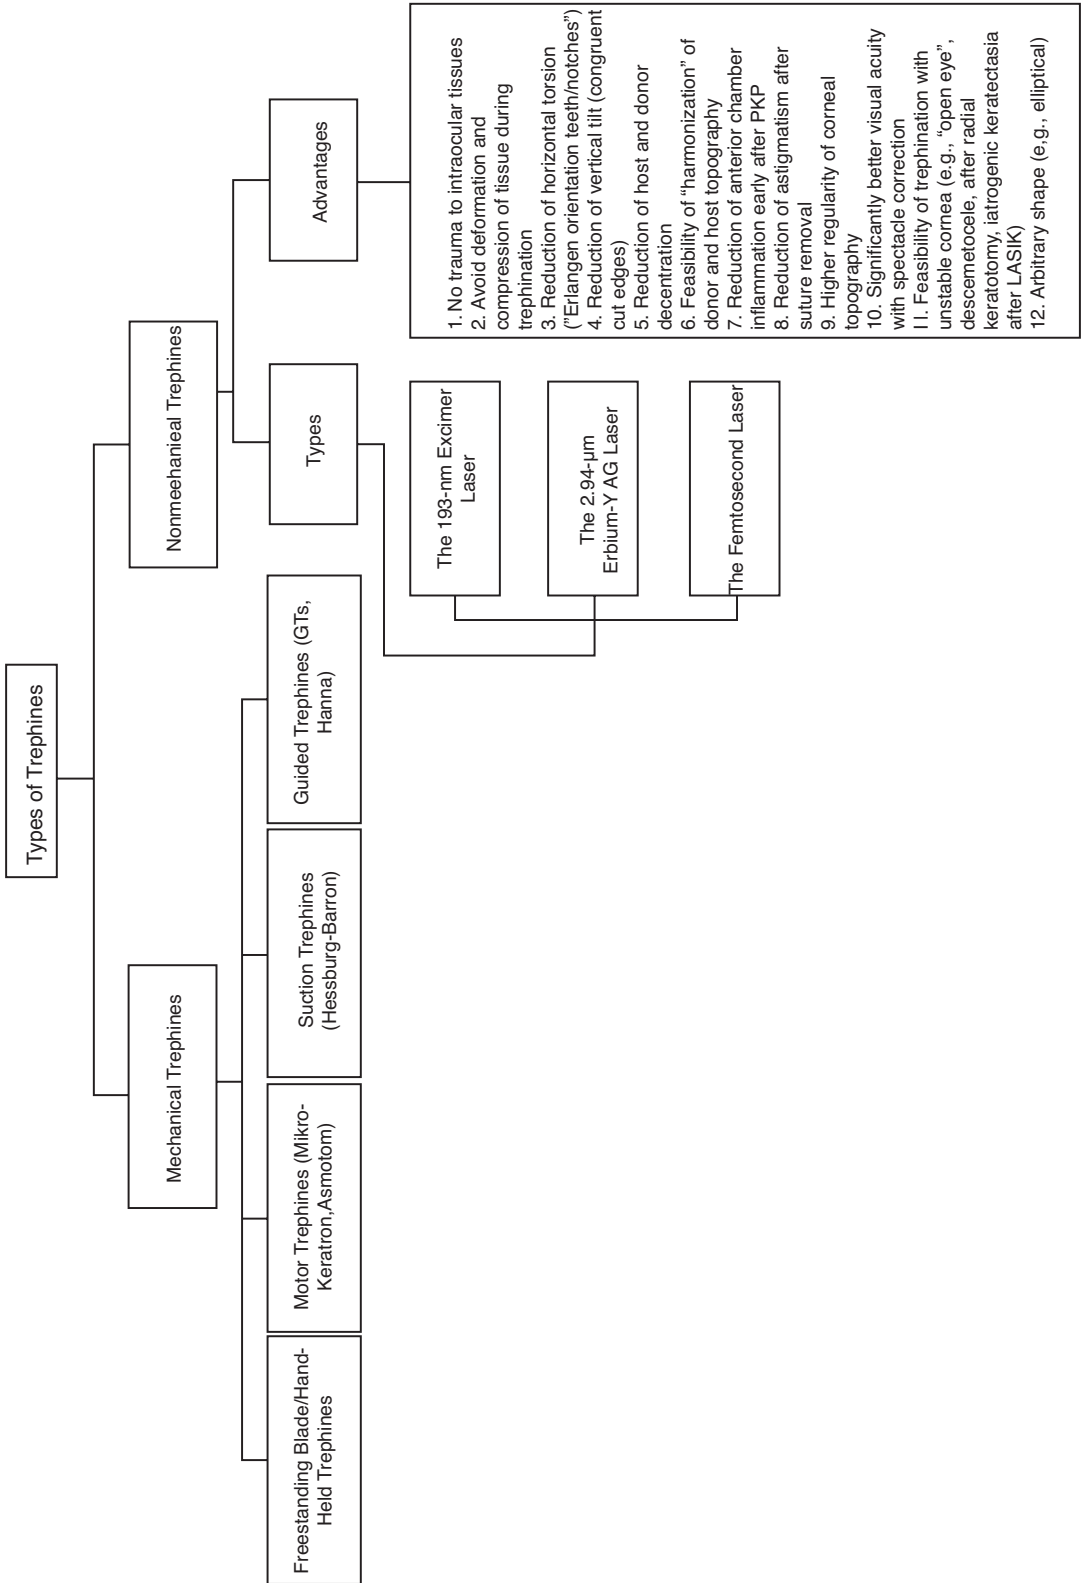 Types of Trephines
Mechanical Trephines
Nonmeehanieal Trephines
Freestanding Blade/Hand-
Held Trephines
Motor Trephines (Mikro-
Keratron,Asmotom)
Suction Trephines
(Hessburg-Barron)
Guided Trephines (GTs,
Hanna)
Types
Advantages
The 193-nm Excimer
Laser
The 2.94-µm
Erbium-Y AG Laser
The Femtosecond Laser
1. No trauma to intraocular tissues
2. Avoid deformation and
compression of tissue during
trephination
3. Reduction of horizontal torsion
("Erlangen orientation teeth/notches")
4. Reduction of vertical tilt (congruent
cut edges)
5. Reduction of host and donor
decentration
6. Feasibility of "harmonization" of
donor and host topography
7. Reduction of anterior chamber
inflammation early after PKP
8. Reduction of astigmatism after
suture removal
9. Higher regularity of corneal
topography
10. Significantly better visual acuity
with spectacle correction
I I. Feasibility of trephination with
unstable cornea (e.g., "open eye",
descemetocele, after radial
keratotomy, iatrogenic keratectasia
after LASIK)
12. Arbitrary shape (e,g., elliptical)